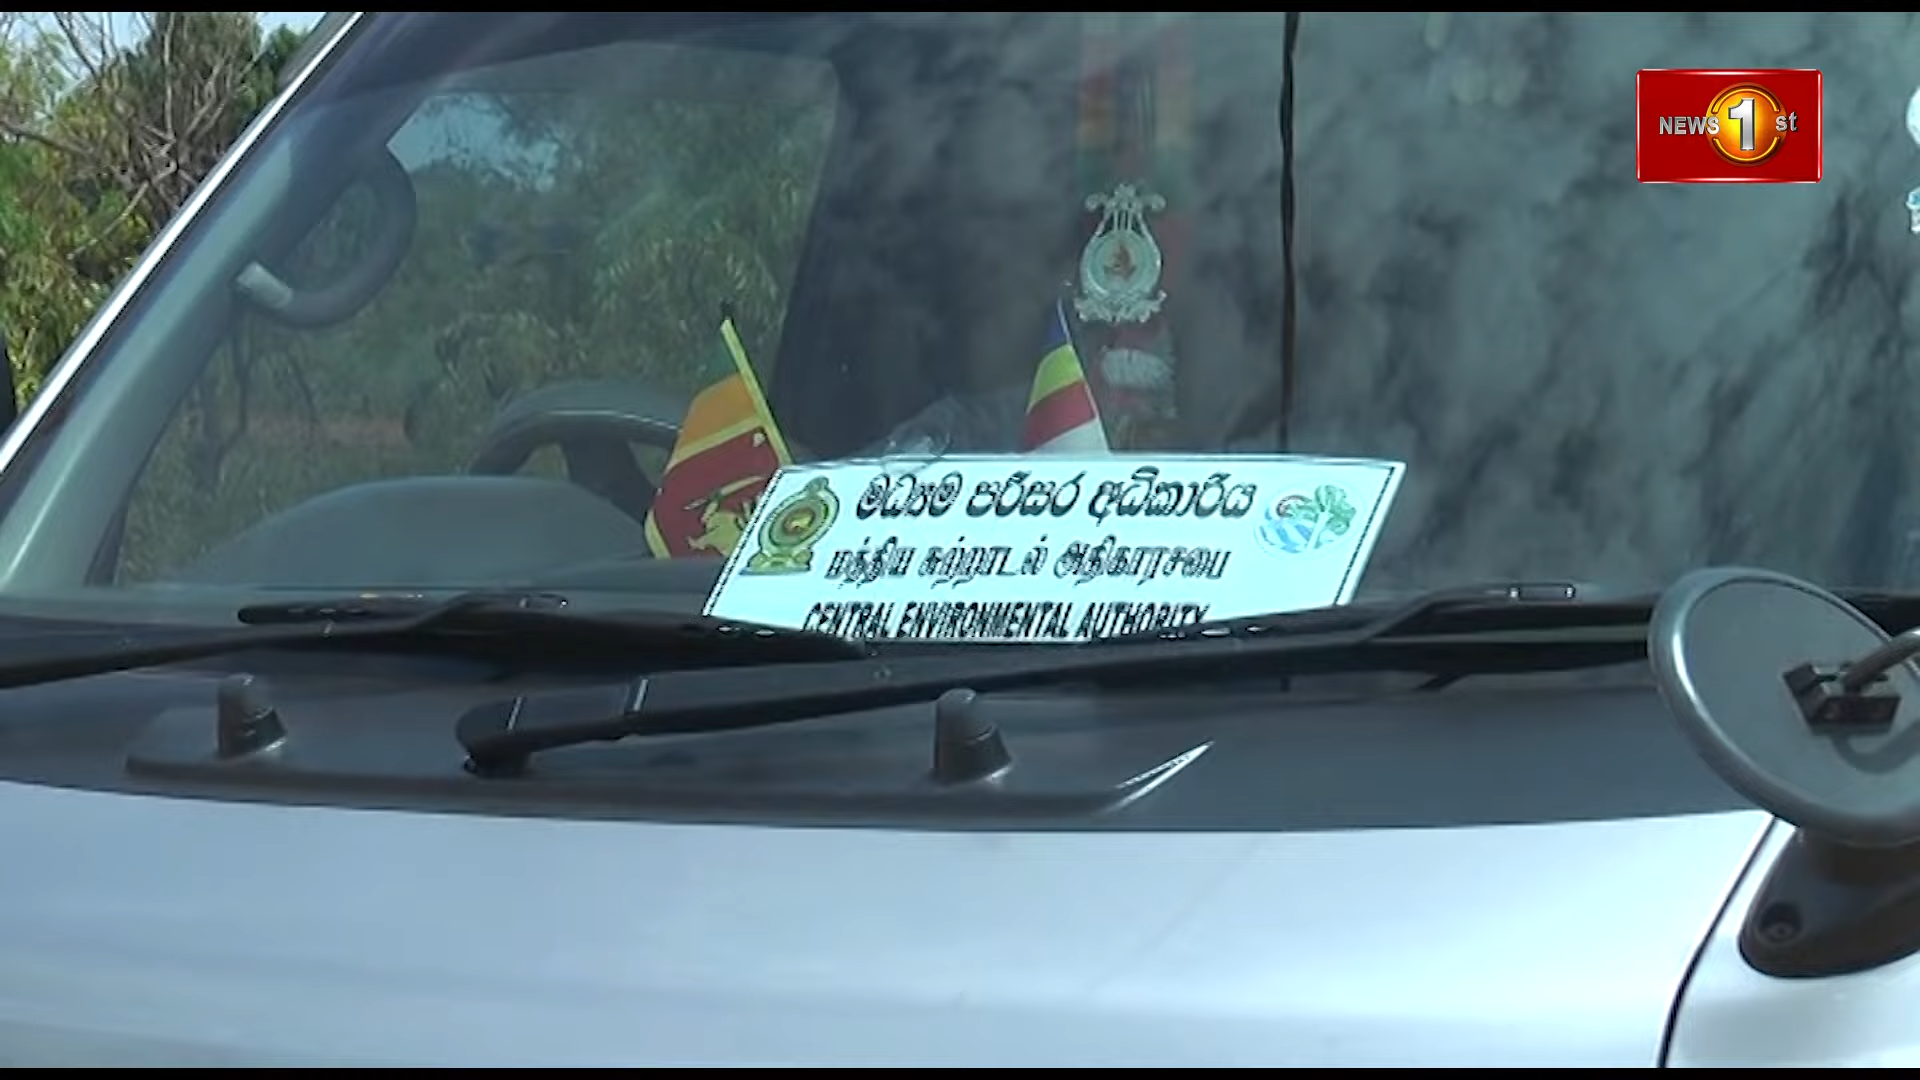 NEWS 1st
මධ්‍යම පරිසර අධිකාරිය
மத்திய சுற்றாடல் அதிகாரசபை
CENTRAL ENVIRONMENTAL AUTHORITY